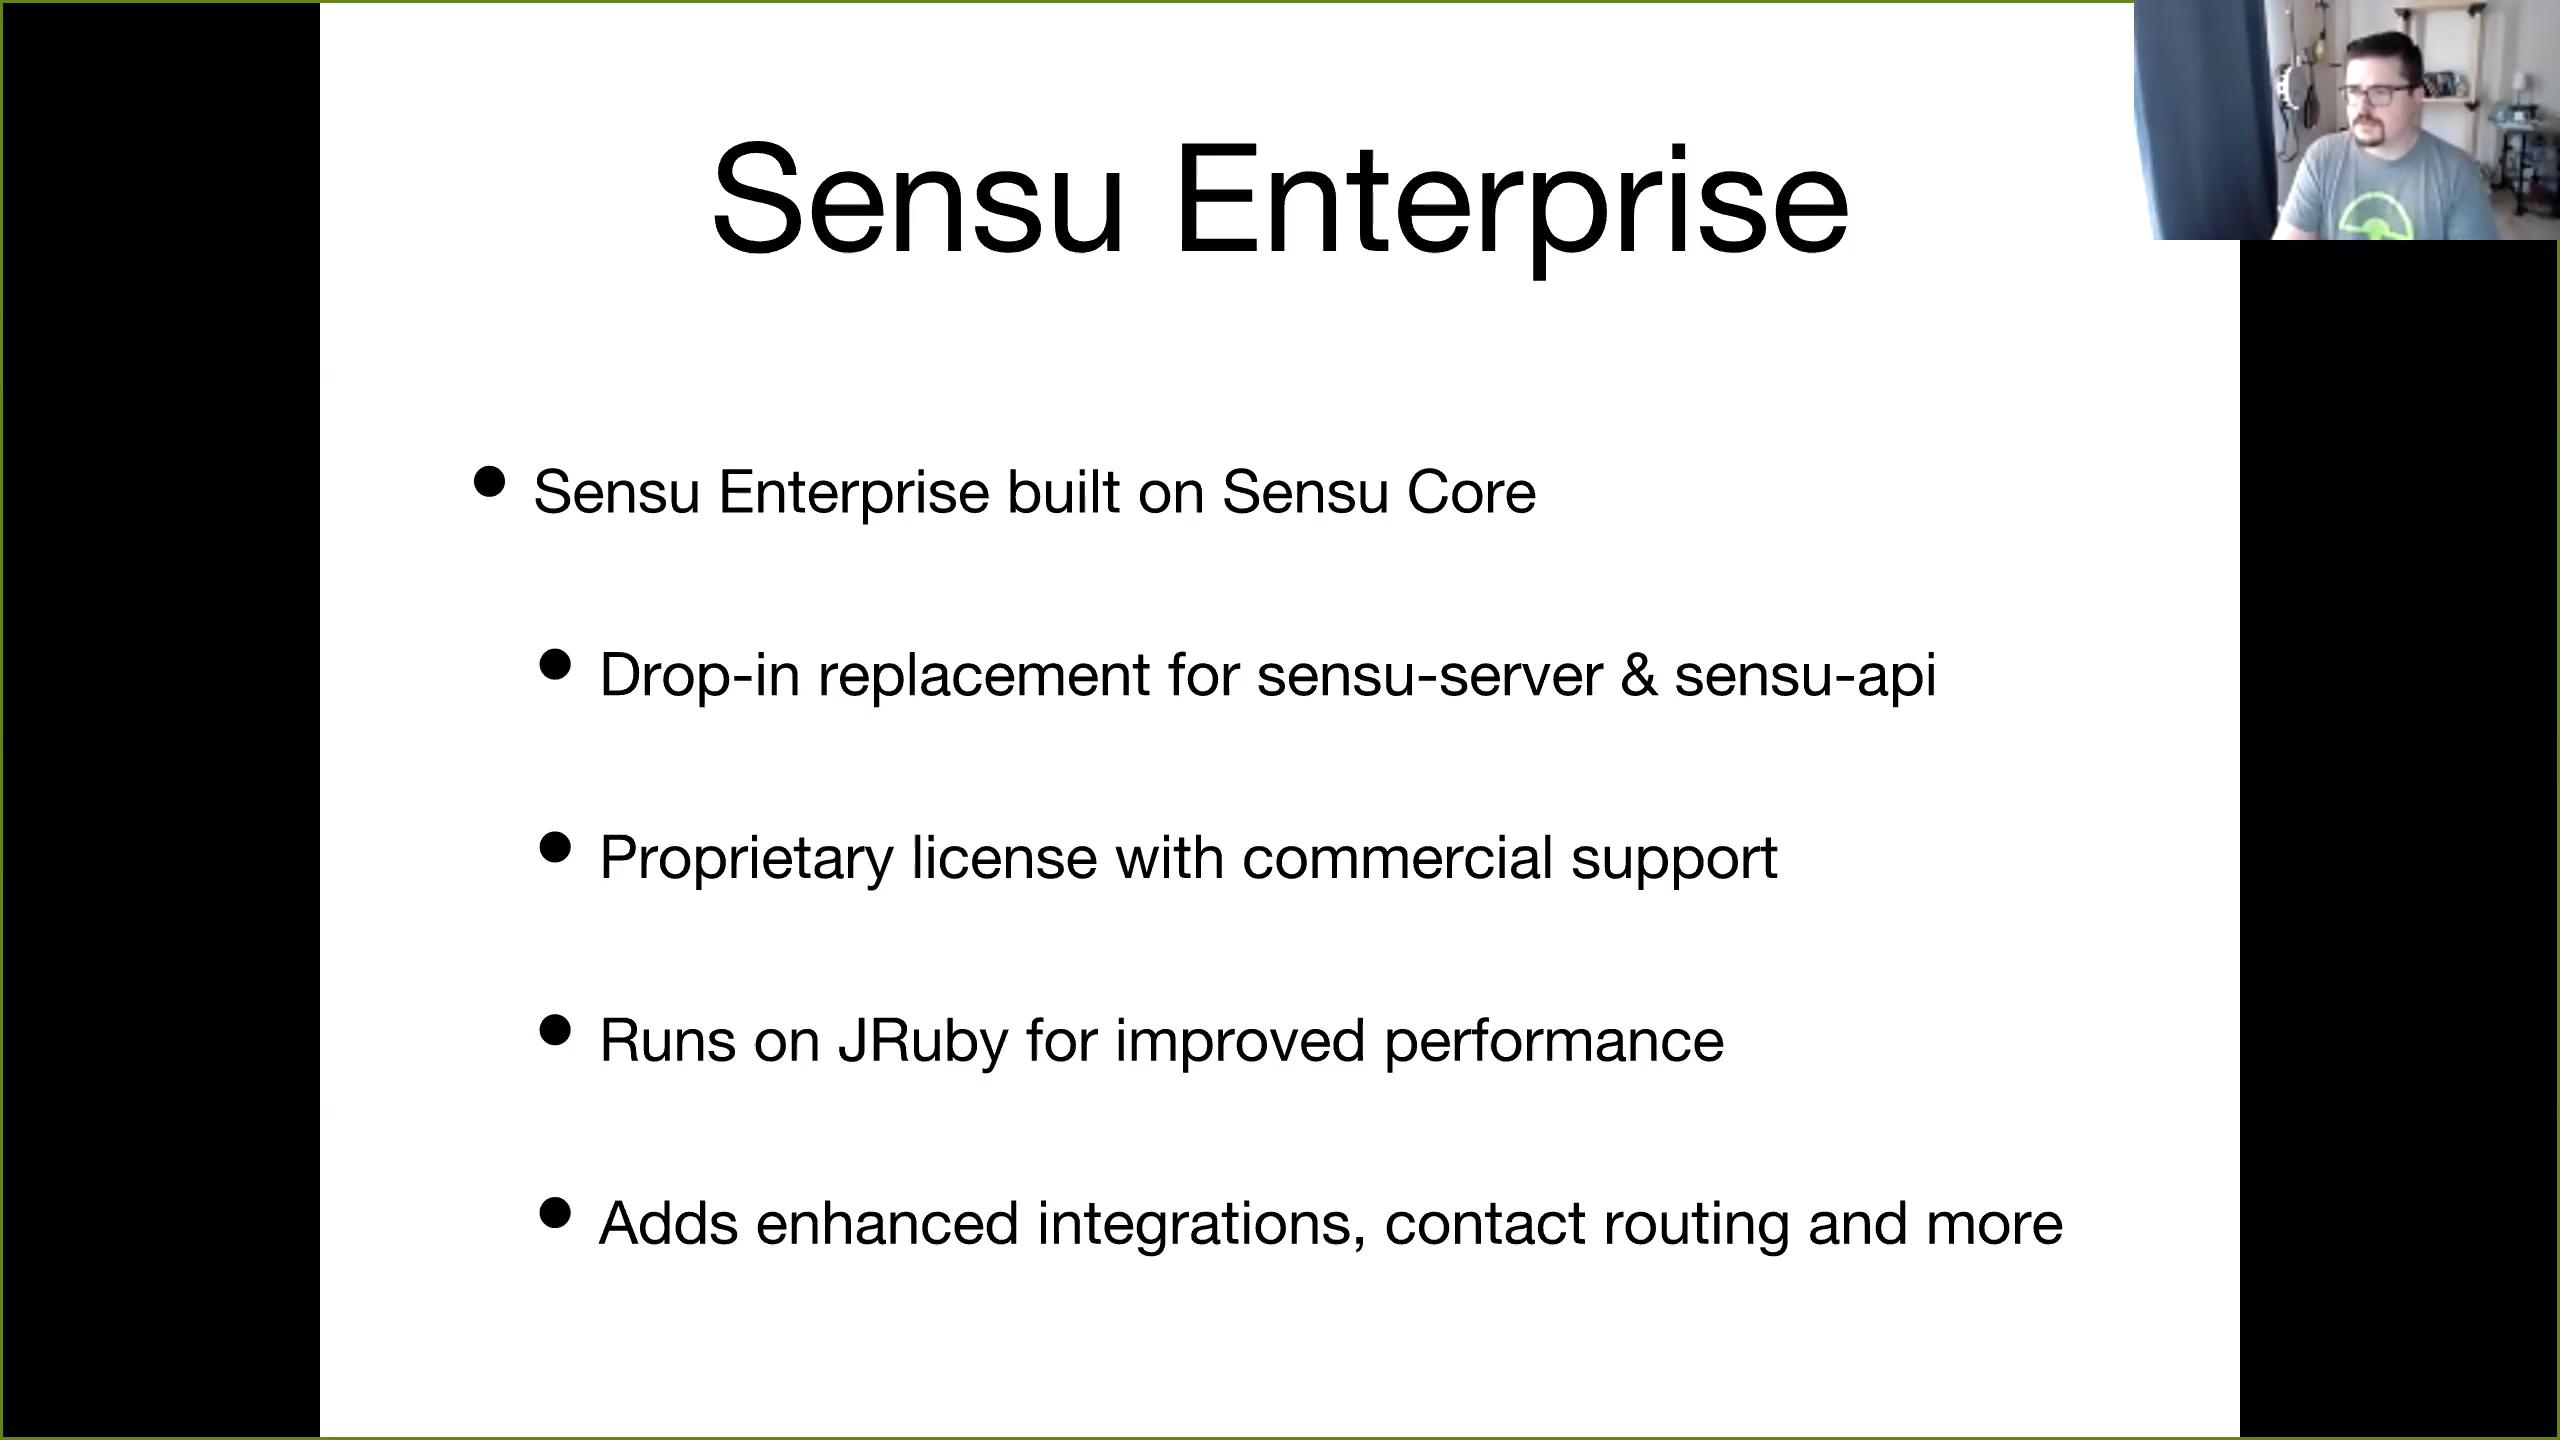 Sensu Enterprise
• Sensu Enterprise built on Sensu Core
• Drop-in replacement for sensu-server & sensu-api
• Proprietary license with commercial support
• Runs on JRuby for improved performance
• Adds enhanced integrations, contact routing and more